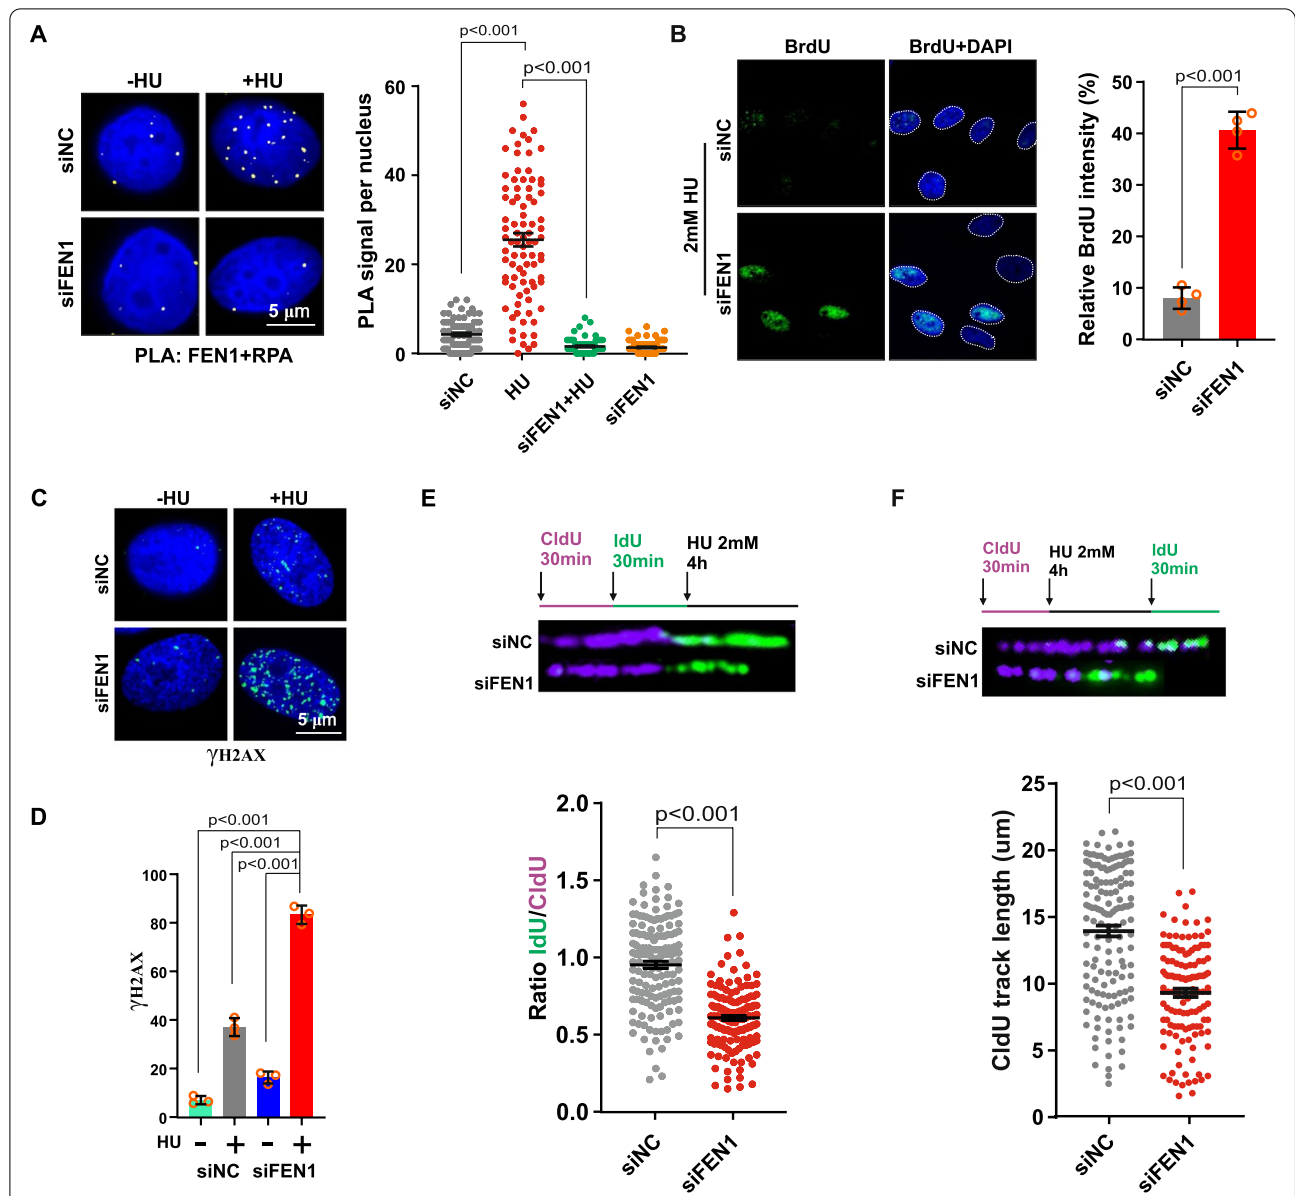 A
-HU
+HU
siNC
siFEN1
5 μm
PLA: FEN1+RPA
p<0.001
p<0.001
PLA signal per nucleus
60
40
20
0
siNC
HU
siFEN1+HU
siFEN1
B
BrdU
BrdU+DAPI
2mM HU
siNC
siFEN1
p<0.001
Relative BrdU intensity (%)
50
40
30
20
10
0
siNC
siFEN1
C
-HU
+HU
siNC
siFEN1
5 μm
γH2AX
D
p<0.001
p<0.001
p<0.001
γH2AX
100
80
60
40
20
0
HU - + - +
siNC siFEN1
E
CldU
30min
IdU
30min
HU 2mM
4h
siNC
siFEN1
p<0.001
Ratio IdU/CldU
2.0
1.5
1.0
0.5
0.0
siNC
siFEN1
F
CldU
30min
HU 2mM
4h
IdU
30min
siNC
siFEN1
p<0.001
CldU track length (um)
25
20
15
10
5
0
siNC
siFEN1